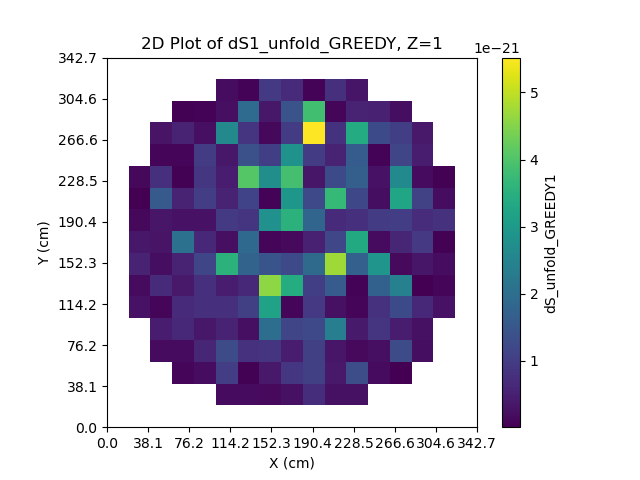 2D Plot of dS1_unfold_GREEDY, Z=1
1e−21
342.7
304.6
266.6
228.5
190.4
152.3
114.2
76.2
38.1
0.0
Y (cm)
0.0 38.1 76.2 114.2 152.3 190.4 228.5 266.6 304.6 342.7
X (cm)
5
4
3
2
1
dS_unfold_GREEDY1